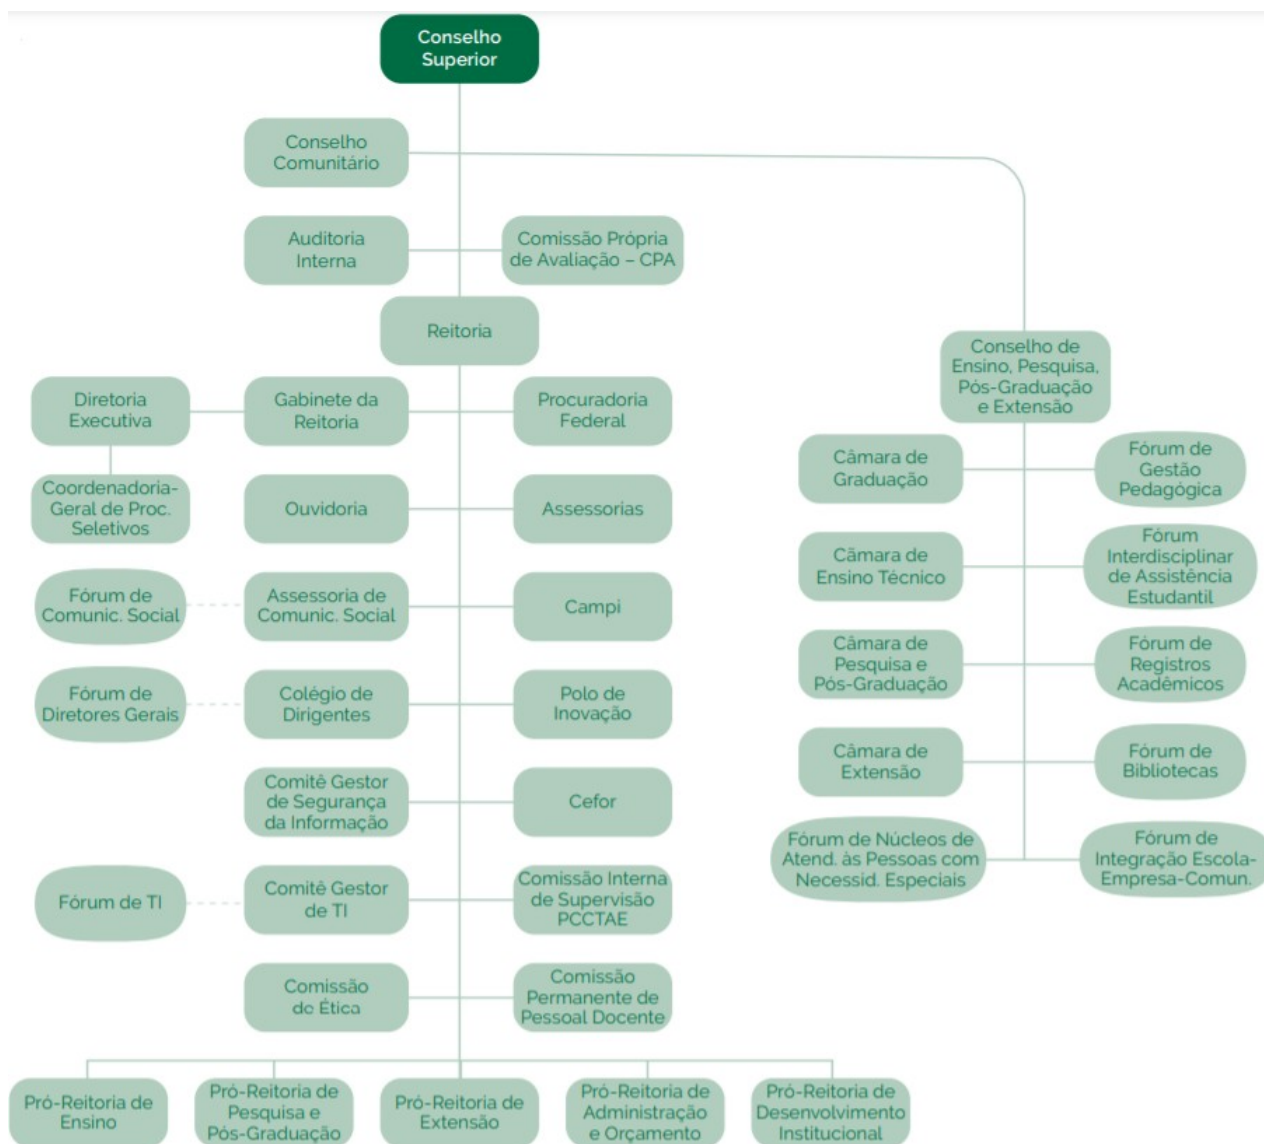 Conselho
Superior
Conselho
Comunitário
Auditoria
Interna
Comissão Própria
de Avaliação – CPA
Reitoria
Diretoria
Executiva
Gabinete da
Reitoria
Procuradoria
Federal
Coordenadoria-
Geral de Proc.
Seletivos
Ouvidoria
Assessorias
Fórum de
Comunic. Social
Assessoria de
Comunic. Social
Campi
Fórum de
Diretores Gerais
Colégio de
Dirigentes
Polo de
Inovação
Comitê Gestor
de Segurança
da Informação
Cefor
Fórum de TI
Comitê Gestor
de TI
Comissão Interna
de Supervisão
PCCTAE
Comissão
de Ética
Comissão
Permanente de
Pessoal Docente
Conselho de
Ensino, Pesquisa,
Pós-Graduação
e Extensão
Câmara de
Graduação
Fórum de
Gestão
Pedagógica
Câmara de
Ensino Técnico
Fórum
Interdisciplinar
de Assistência
Estudantil
Câmara de
Pesquisa e
Pós-Graduação
Fórum de
Registros
Acadêmicos
Câmara de
Extensão
Fórum de
Bibliotecas
Fórum de Núcleos de
Atend. às Pessoas com
Necessid. Especiais
Fórum de
Integração Escola-
Empresa-Comun.
Pró-Reitoria de
Ensino
Pró-Reitoria de
Pesquisa e
Pós-Graduação
Pró-Reitoria de
Extensão
Pró-Reitoria de
Administração
e Orçamento
Pró-Reitoria de
Desenvolvimento
Institucional